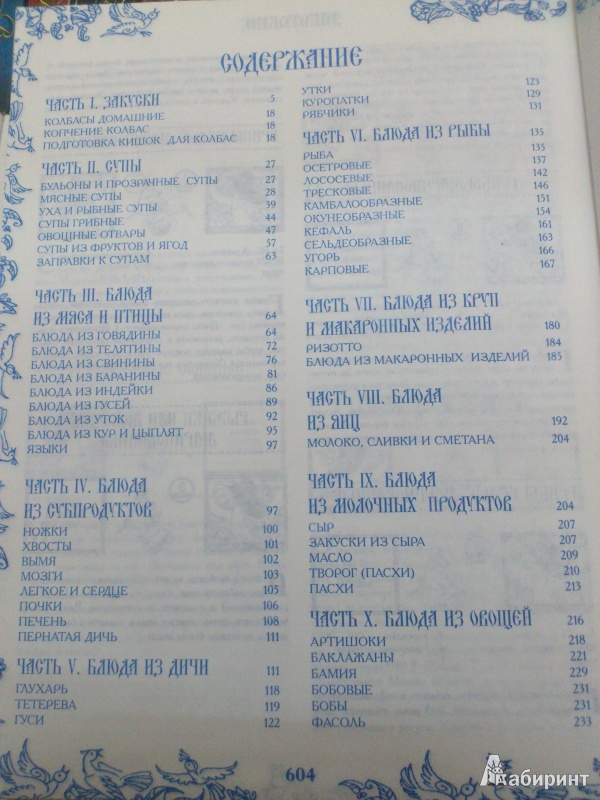 СОДЕРЖАНИЕ
ЧАСТЬ I. ЗАКУСКИ 5
КОЛБАСЫ ДОМАШНИЕ 18
КОПЧЕНИЕ КОЛБАС 18
ПОДГОТОВКА КИШОК ДЛЯ КОЛБАС 18
ЧАСТЬ II. СУПЫ 27
БУЛЬОНЫ И ПРОЗРАЧНЫЕ СУПЫ 27
МЯСНЫЕ СУПЫ 28
УХА И РЫБНЫЕ СУПЫ 39
СУПЫ ГРИБНЫЕ 44
ОВОЩНЫЕ ОТВАРЫ 47
СУПЫ ИЗ ФРУКТОВ И ЯГОД 57
ЗАПРАВКИ К СУПАМ 63
ЧАСТЬ III. БЛЮДА
ИЗ МЯСА И ПТИЦЫ 64
БЛЮДА ИЗ ГОВЯДИНЫ 64
БЛЮДА ИЗ ТЕЛЯТИНЫ 72
БЛЮДА ИЗ СВИНИНЫ 76
БЛЮДА ИЗ БАРАНИНЫ 81
БЛЮДА ИЗ ИНДЕЙКИ 86
БЛЮДА ИЗ ГУСЕЙ 89
БЛЮДА ИЗ УТОК 92
БЛЮДА ИЗ КУР И ЦЫПЛЯТ 95
ЯЗЫКИ 97
ЧАСТЬ IV. БЛЮДА
ИЗ СУБПРОДУКТОВ 97
НОЖКИ 100
ХВОСТЫ 101
ВЫМЯ 102
МОЗГИ 103
ЛЕГКОЕ И СЕРДЦЕ 105
ПОЧКИ 106
ПЕЧЕНЬ 108
ПЕРНАТАЯ ДИЧЬ 111
ЧАСТЬ V. БЛЮДА ИЗ ДИЧИ 111
ГЛУХАРЬ 118
ТЕТЕРЕВА 119
ГУСИ 122
УТКИ 123
КУРОПАТКИ 129
РЯБЧИКИ 131
ЧАСТЬ VI. БЛЮДА ИЗ РЫБЫ 135
РЫБА 135
ОСЕТРОВЫЕ 137
ЛОСОСЕВЫЕ 142
ТРЕСКОВЫЕ 146
КАМБАЛООБРАЗНЫЕ 151
ОКУНЕОБРАЗНЫЕ 154
КЕФАЛЬ 161
СЕЛЬДЕОБРАЗНЫЕ 163
УГОРЬ 166
КАРПОВЫЕ 167
ЧАСТЬ VII. БЛЮДА ИЗ КРУП
И МАКАРОННЫХ ИЗДЕЛИЙ 180
РИЗОТТО 184
БЛЮДА ИЗ МАКАРОННЫХ ИЗДЕЛИЙ 185
ЧАСТЬ VIII. БЛЮДА
ИЗ ЯИЦ 192
МОЛОКО, СЛИВКИ И СМЕТАНА 204
ЧАСТЬ IX. БЛЮДА
ИЗ МОЛОЧНЫХ ПРОДУКТОВ 204
СЫР 207
ЗАКУСКИ ИЗ СЫРА 207
МАСЛО 209
ТВОРОГ (ПАСХИ) 210
ПАСХИ 213
ЧАСТЬ X. БЛЮДА ИЗ ОВОЩЕЙ 216
АРТИШОКИ 218
БАКЛАЖАНЫ 221
БАМИЯ 229
БОБОВЫЕ 231
БОБЫ 231
ФАСОЛЬ 233
604
Лабиринт